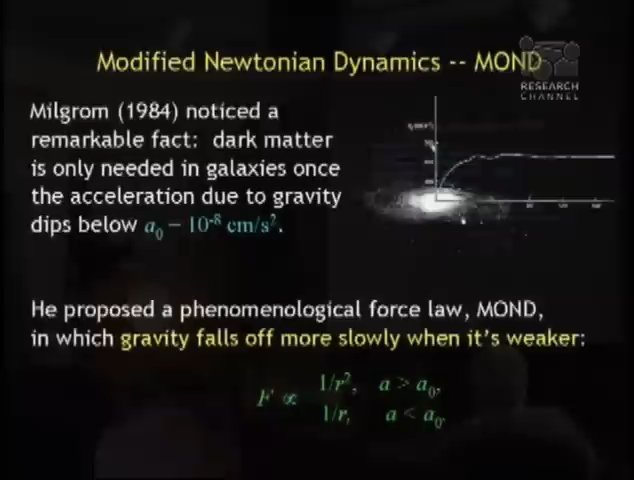 Modified Newtonian Dynamics -- MOND
RESEARCH
CHANNEL
Milgrom (1984) noticed a
remarkable fact: dark matter
is only needed in galaxies once
the acceleration due to gravity
dips below a₀ = 10⁻⁸ cm/s².
He proposed a phenomenological force law, MOND,
in which gravity falls off more slowly when it's weaker:
F ∝ 1/r², a > a₀,
1/r, a < a₀.